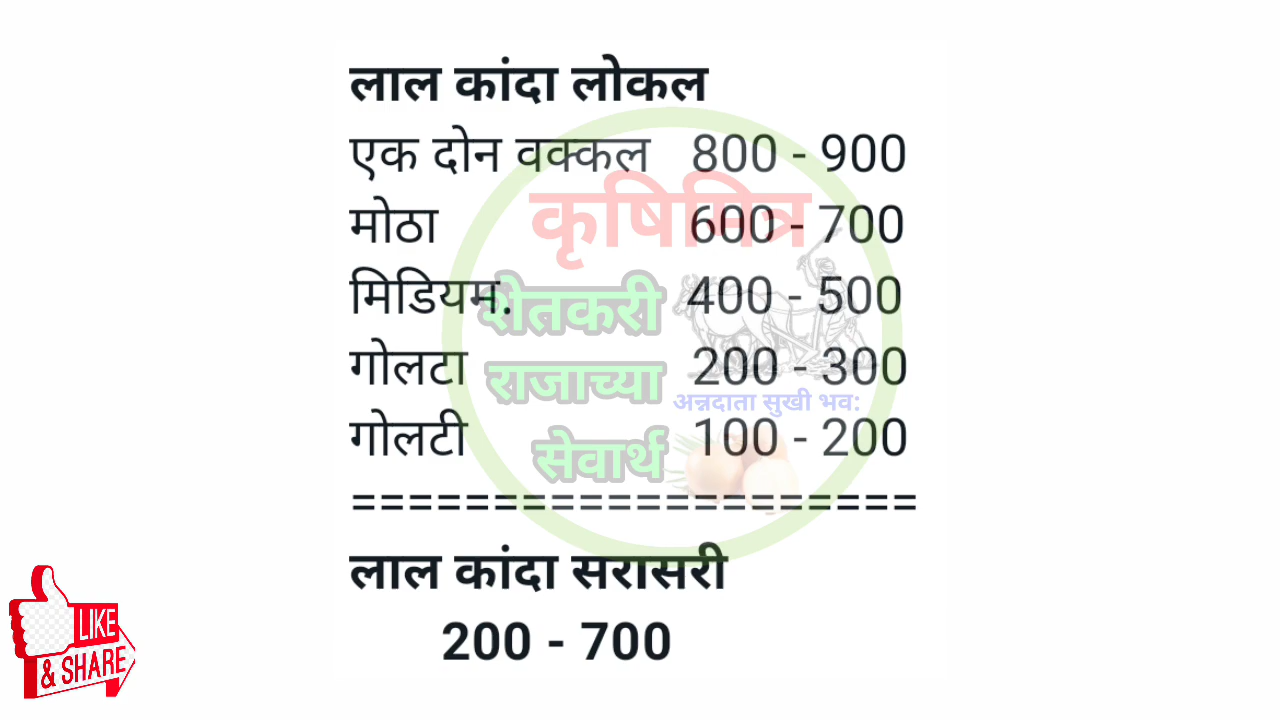 लाल कांदा लोकल
एक दोन वक्कल 800 - 900
मोठा 600 - 700
मिडियम. 400 - 500
गोलटा 200 - 300
गोलटी 100 - 200
====================
लाल कांदा सरासरी
200 - 700
कृषिमित्र
शेतकरी
राजाच्या
सेवार्थ
अन्नदाता सुखी भव:
LIKE
& SHARE